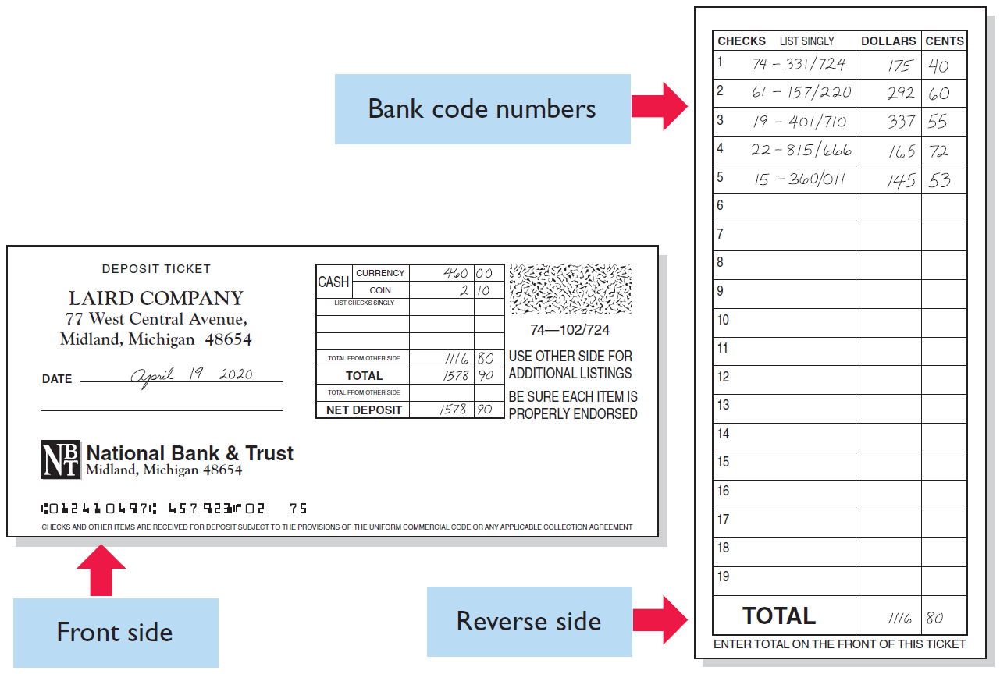 Bank code numbers
DEPOSIT TICKET
LAIRD COMPANY
77 West Central Avenue,
Midland, Michigan 48654
DATE April 19 2020
CASH
CURRENCY 460 00
COIN 2 10
LIST CHECKS SINGLY
TOTAL FROM OTHER SIDE 1116 80
TOTAL 1578 90
TOTAL FROM OTHER SIDE
NET DEPOSIT 1578 90
74—102/724
USE OTHER SIDE FOR
ADDITIONAL LISTINGS
BE SURE EACH ITEM IS
PROPERLY ENDORSED
NBT
National Bank & Trust
Midland, Michigan 48654
⑆012410497⑆ 457 923⑈02 75
CHECKS AND OTHER ITEMS ARE RECEIVED FOR DEPOSIT SUBJECT TO THE PROVISIONS OF THE UNIFORM COMMERCIAL CODE OR ANY APPLICABLE COLLECTION AGREEMENT
Front side
Reverse side
CHECKS LIST SINGLY DOLLARS CENTS
1 74 - 331/724 175 40
2 61 - 157/220 292 60
3 19 - 401/710 337 55
4 22 - 815/666 165 72
5 15 - 360/011 145 53
6
7
8
9
10
11
12
13
14
15
16
17
18
19
TOTAL 1116 80
ENTER TOTAL ON THE FRONT OF THIS TICKET